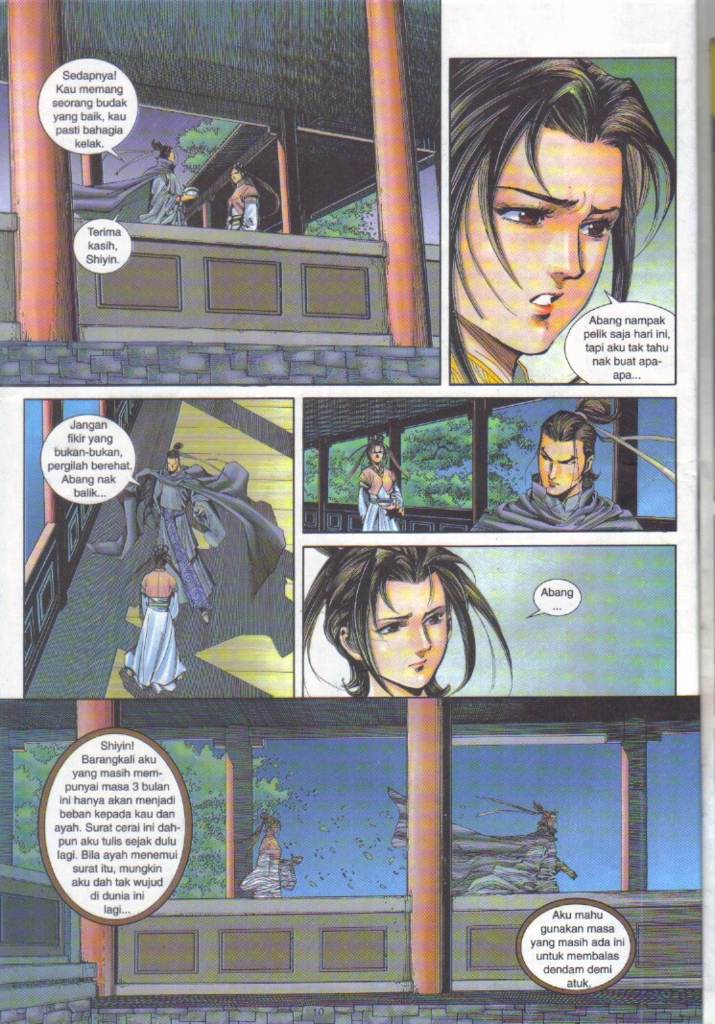 Sedapnya!
Kau memang
seorang budak
yang baik, kau
pasti bahagia
kelak.
Terima
kasih,
Shiyin.
Abang nampak
pelik saja hari ini,
tapi aku tak tahu
nak buat apa-
apa...
Jangan
fikir yang
bukan-bukan,
pergilah berehat.
Abang nak
balik...
Abang
...
Shiyin!
Barangkali aku
yang masih mem-
punyai masa 3 bulan
ini hanya akan menjadi
beban kepada kau dan
ayah. Surat cerai ini dah-
pun aku tulis sejak dulu
lagi. Bila ayah menemui
surat itu, mungkin
aku dah tak wujud
di dunia ini
lagi...
Aku mahu
gunakan masa
yang masih ada ini
untuk membalas
dendam demi
atuk.
10